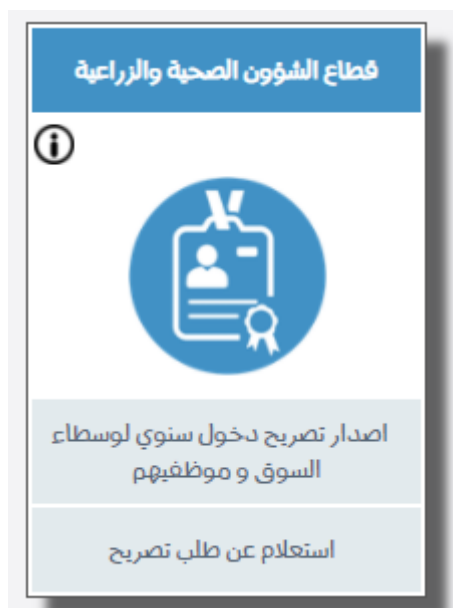 قطاع الشؤون الصحية والزراعية
اصدار تصريح دخول سنوي لوسطاء
السوق و موظفيهم
استعلام عن طلب تصريح